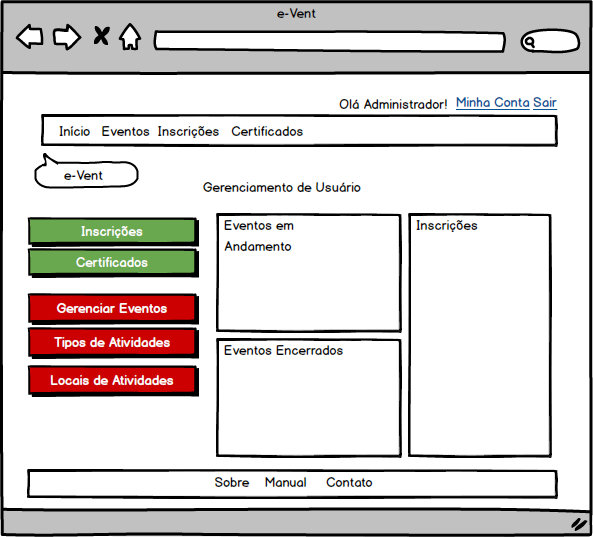 e-Vent
Olá Administrador! Minha Conta Sair
Início Eventos Inscrições Certificados
e-Vent
Gerenciamento de Usuário
Inscrições
Certificados
Gerenciar Eventos
Tipos de Atividades
Locais de Atividades
Eventos em
Andamento
Eventos Encerrados
Inscrições
Sobre Manual Contato